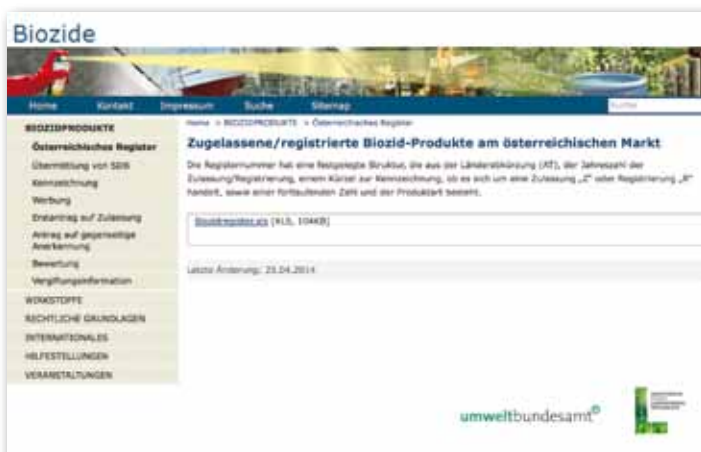 Biozide
Home Kontakt Impressum Suche Sitemap
Suche
BIOZIDPRODUKTE
Österreichisches Register
Übermittlung von SDB
Kennzeichnung
Werbung
Erstantrag auf Zulassung
Antrag auf gegenseitige
Anerkennung
Bewertung
Vergiftungsinformation
WIRKSTOFFE
RECHTLICHE GRUNDLAGEN
INTERNATIONALES
HILFESTELLUNGEN
VERANSTALTUNGEN
Home > BIOZIDPRODUKTE > Österreichisches Register
Zugelassene/registrierte Biozid-Produkte am österreichischen Markt
Die Registernummer hat eine festgelegte Struktur, die aus der Länderabkürzung (AT), der Jahreszahl der
Zulassung/Registrierung, einem Kürzel zur Kennzeichnung, ob es sich um eine Zulassung „Z“ oder Registrierung „R“
handelt, sowie einer fortlaufenden Zahl und der Produktart besteht.
Biozidregister.xls [XLS, 104KB]
Letzte Änderung: 25.04.2014
umweltbundesamt